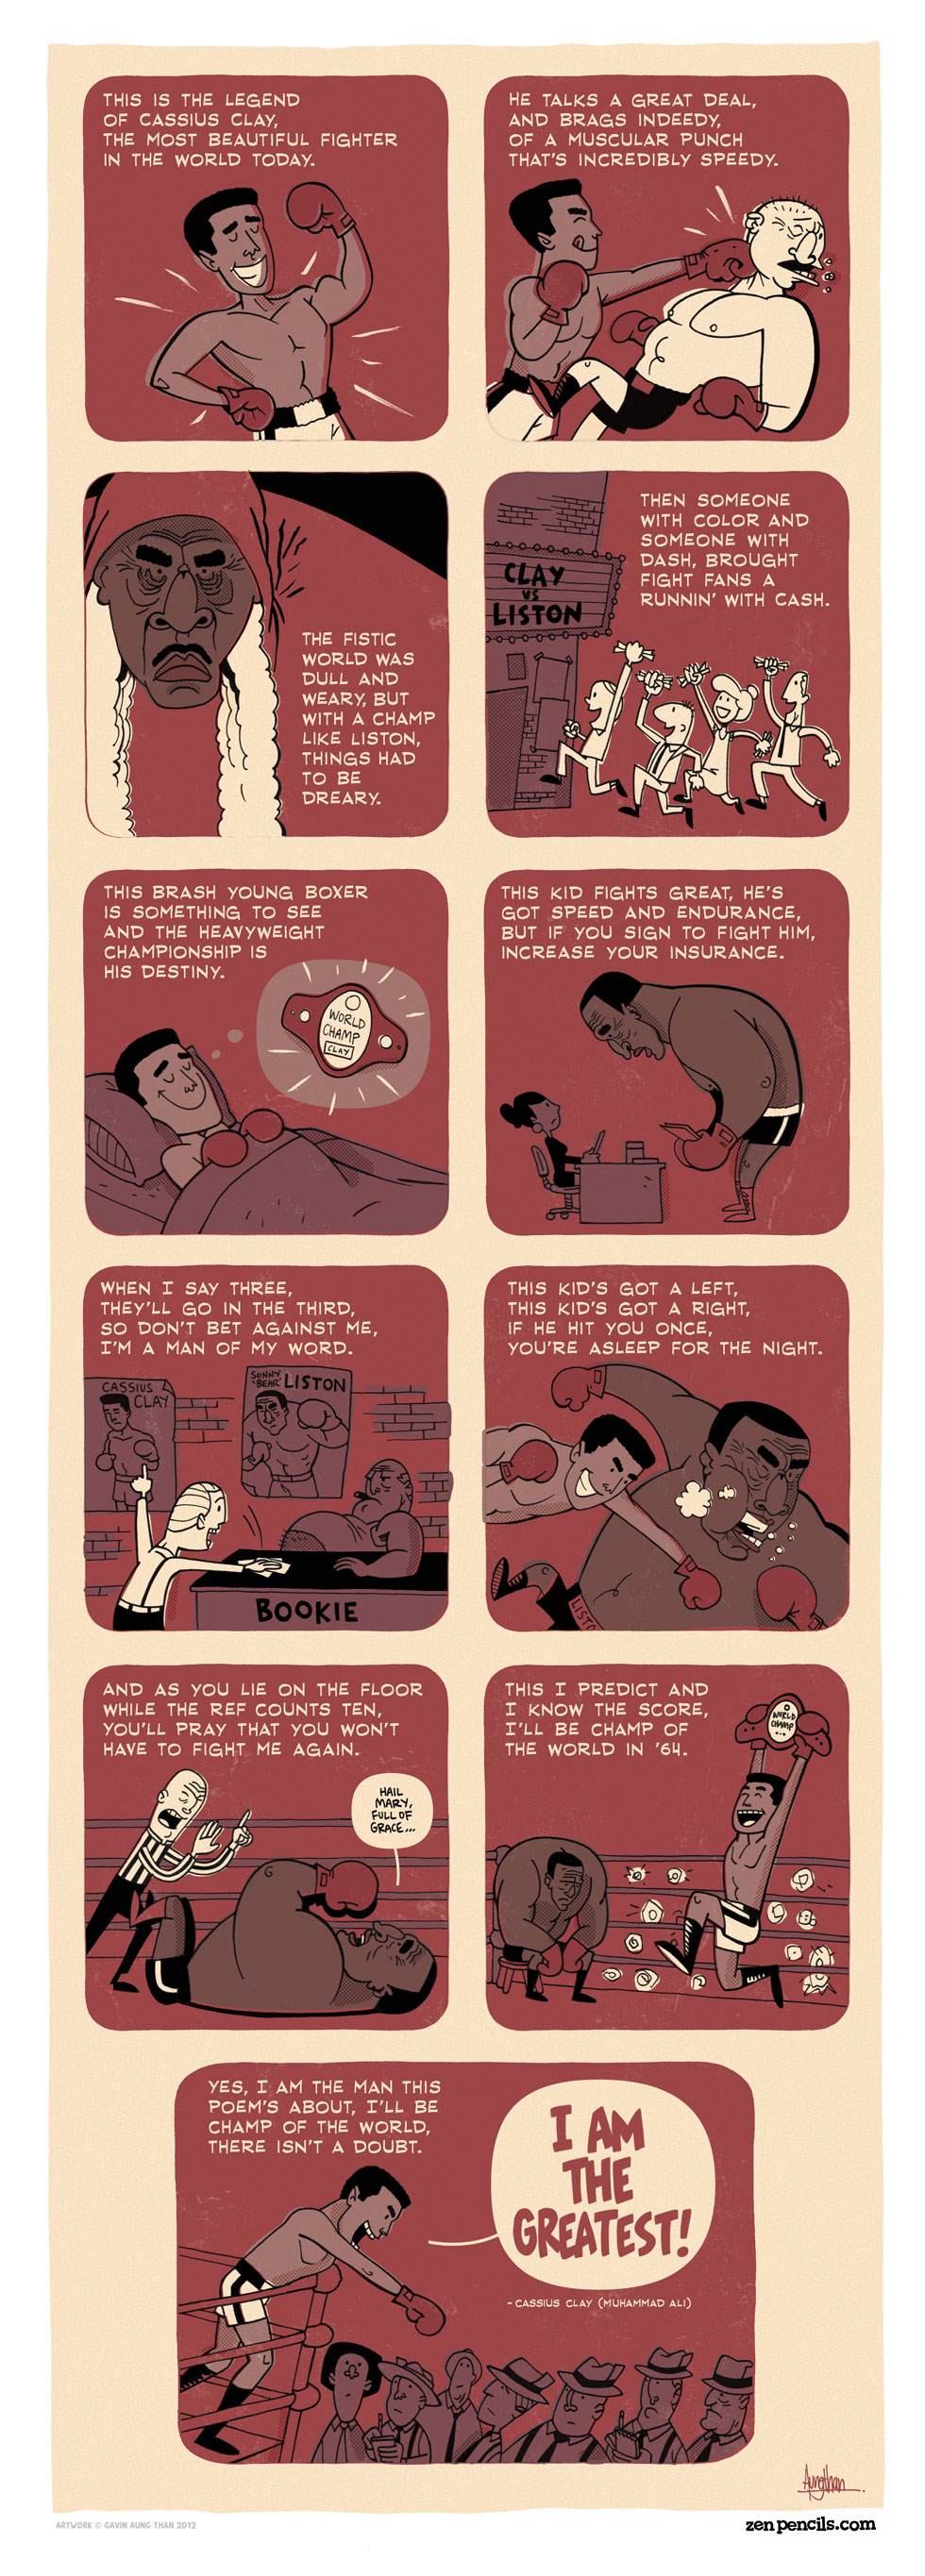 THIS IS THE LEGEND
OF CASSIUS CLAY,
THE MOST BEAUTIFUL FIGHTER
IN THE WORLD TODAY.
HE TALKS A GREAT DEAL,
AND BRAGS INDEEDY,
OF A MUSCULAR PUNCH
THAT'S INCREDIBLY SPEEDY.
THE FISTIC
WORLD WAS
DULL AND
WEARY, BUT
WITH A CHAMP
LIKE LISTON,
THINGS HAD
TO BE
DREARY.
THEN SOMEONE
WITH COLOR AND
SOMEONE WITH
DASH, BROUGHT
FIGHT FANS A
RUNNIN' WITH CASH.
CLAY
VS
LISTON
THIS BRASH YOUNG BOXER
IS SOMETHING TO SEE
AND THE HEAVYWEIGHT
CHAMPIONSHIP IS
HIS DESTINY.
WORLD
CHAMP
CLAY
THIS KID FIGHTS GREAT, HE'S
GOT SPEED AND ENDURANCE,
BUT IF YOU SIGN TO FIGHT HIM,
INCREASE YOUR INSURANCE.
WHEN I SAY THREE,
THEY'LL GO IN THE THIRD,
SO DON'T BET AGAINST ME,
I'M A MAN OF MY WORD.
CASSIUS
CLAY
SONNY
"BEAR" LISTON
BOOKIE
THIS KID'S GOT A LEFT,
THIS KID'S GOT A RIGHT,
IF HE HIT YOU ONCE,
YOU'RE ASLEEP FOR THE NIGHT.
LISTO
AND AS YOU LIE ON THE FLOOR
WHILE THE REF COUNTS TEN,
YOU'LL PRAY THAT YOU WON'T
HAVE TO FIGHT ME AGAIN.
HAIL
MARY,
FULL OF
GRACE...
THIS I PREDICT AND
I KNOW THE SCORE,
I'LL BE CHAMP OF
THE WORLD IN '64.
WORLD
CHAMP
YES, I AM THE MAN THIS
POEM'S ABOUT, I'LL BE
CHAMP OF THE WORLD,
THERE ISN'T A DOUBT.
I AM
THE
GREATEST!
- CASSIUS CLAY (MUHAMMAD ALI)
Aung Than
ARTWORK © GAVIN AUNG THAN 2012
zenpencils.com